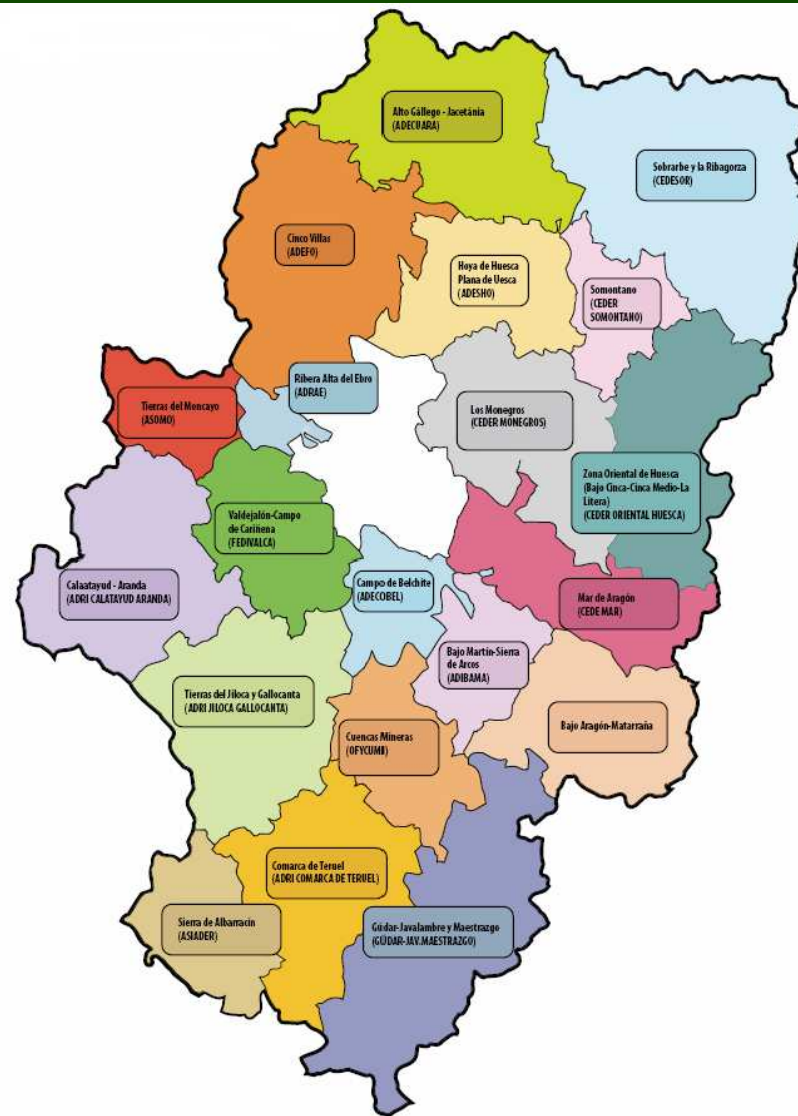 Alto Gállego - Jacetánia
(ADECUARA)
Sobrarbe y la Ribagorza
(CEDESOR)
Cinco Villas
(ADEFO)
Hoya de Huesca
Plana de Uesca
(ADESHO)
Somontano
(CEDER
SOMONTANO)
Ribera Alta del Ebro
(ADRAE)
Tierras del Moncayo
(ASOMO)
Los Monegros
(CEDER MONEGROS)
Zona Oriental de Huesca
(Bajo Cinca-Cinca Medio-La
Litera)
(CEDER ORIENTAL HUESCA)
Valdejalón-Campo
de Cariñena
(FEDIVALCA)
Calaatayud - Aranda
(ADRI CALATAYUD ARANDA)
Campo de Belchite
(ADECOBEL)
Mar de Aragón
(CEDE MAR)
Bajo Martín-Sierra
de Arcos
(ADIBAMA)
Tierras del Jiloca y Gallocanta
(ADRI JILOCA GALLOCANTA)
Bajo Aragón-Matarraña
Cuencas Mineras
(OFYCUMI)
Comarca de Teruel
(ADRI COMARCA DE TERUEL)
Sierra de Albarracín
(ASIADER)
Gúdar-Javalambre y Maestrazgo
(GÚDAR-JAV.MAESTRAZGO)